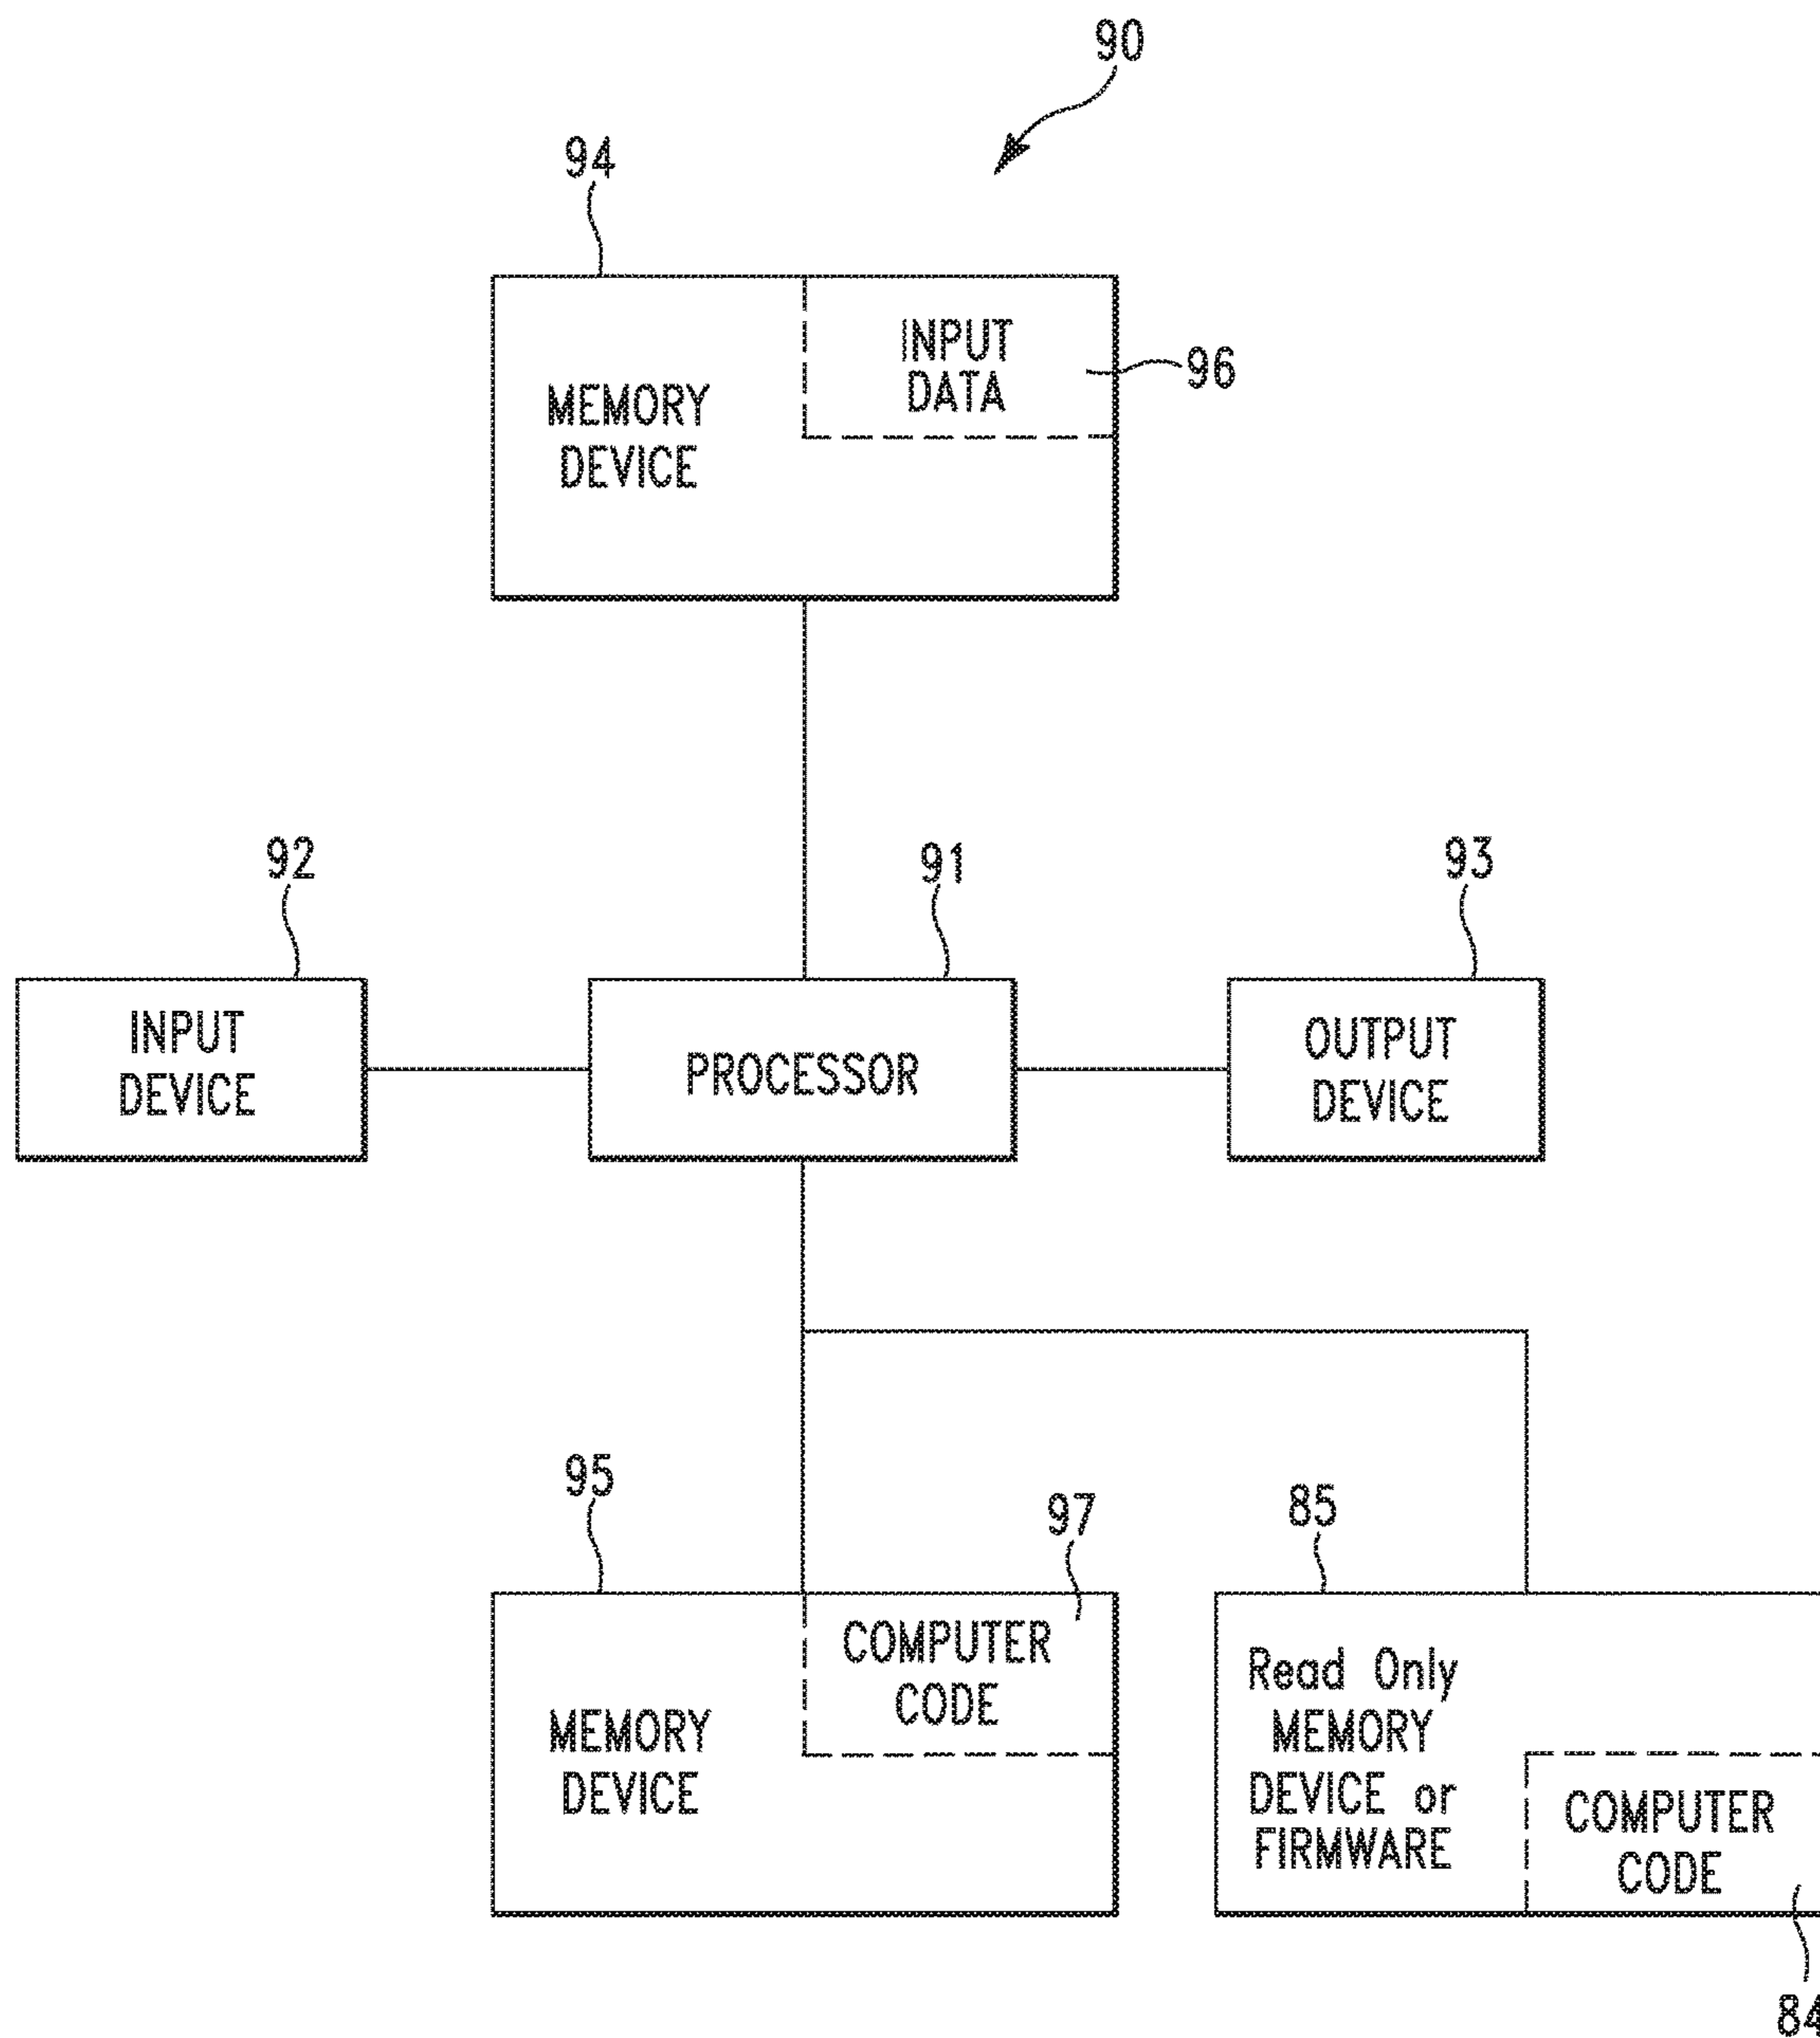 90
94
INPUT
DATA
96
MEMORY
DEVICE
92
91
93
INPUT
DEVICE
PROCESSOR
OUTPUT
DEVICE
95
97
85
COMPUTER
CODE
MEMORY
DEVICE
Read Only
MEMORY
DEVICE or
FIRMWARE
COMPUTER
CODE
84